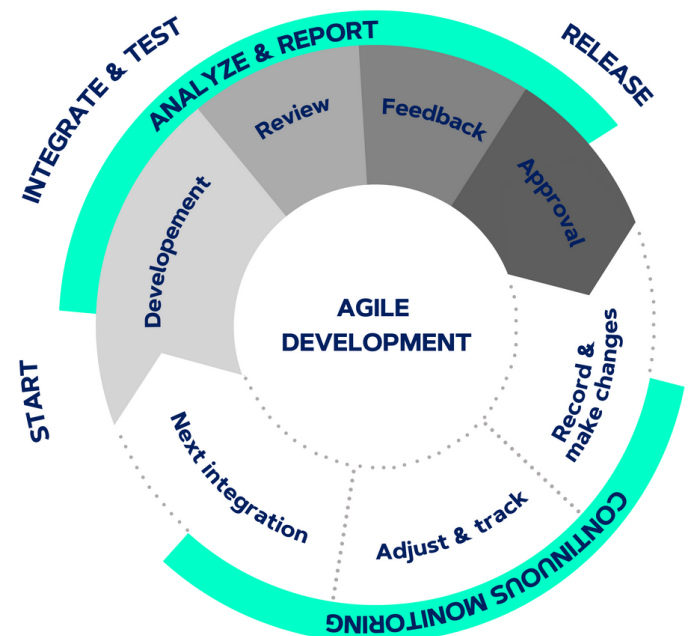 START
INTEGRATE & TEST
ANALYZE & REPORT
RELEASE
Developement
Review
Feedback
Approval
AGILE
DEVELOPMENT
Record &
make changes
Adjust & track
Next integration
CONTINUOUS MONITORING